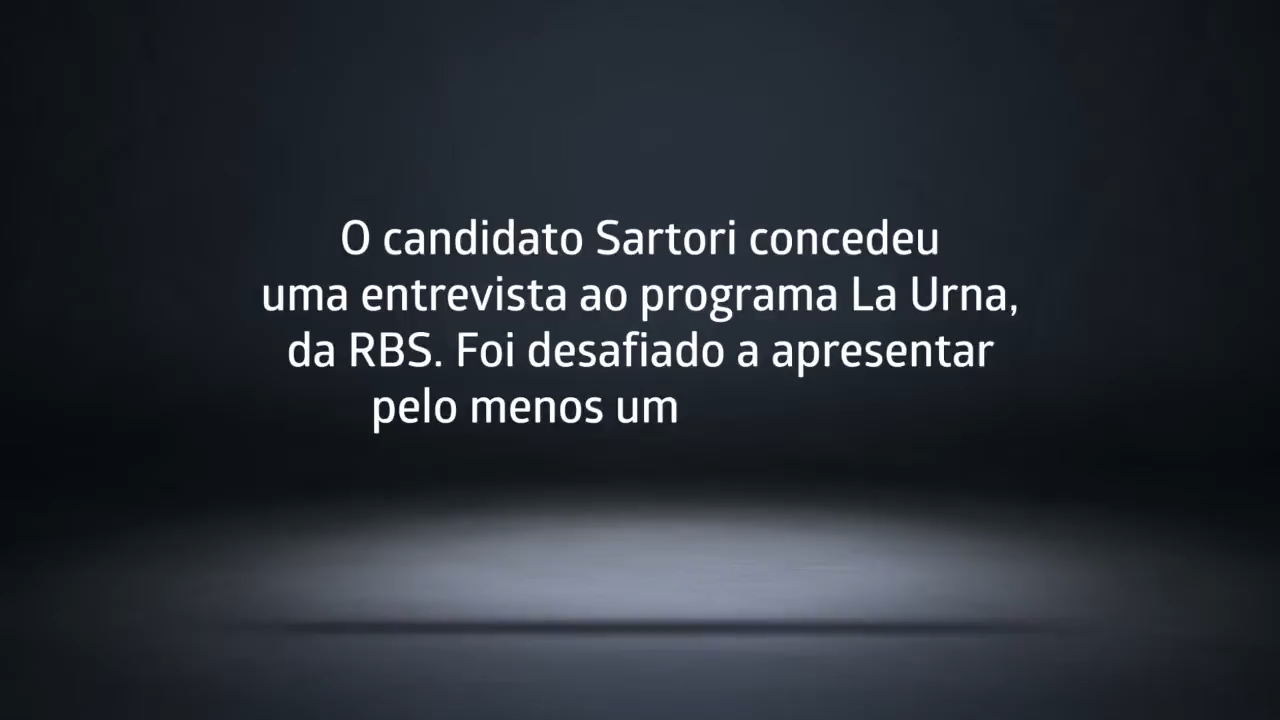 O candidato Sartori concedeu
uma entrevista ao programa La Urna,
da RBS. Foi desafiado a apresentar
pelo menos um